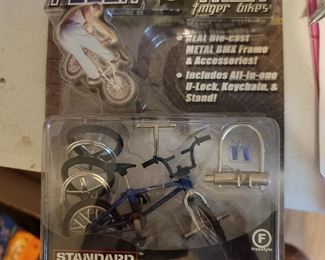 finger bikes
• REAL Die-cast
METAL BMX Frame
& Accessories!
• Includes All-in-one
U-Lock, Keychain, &
Stand!
STANDARD
F